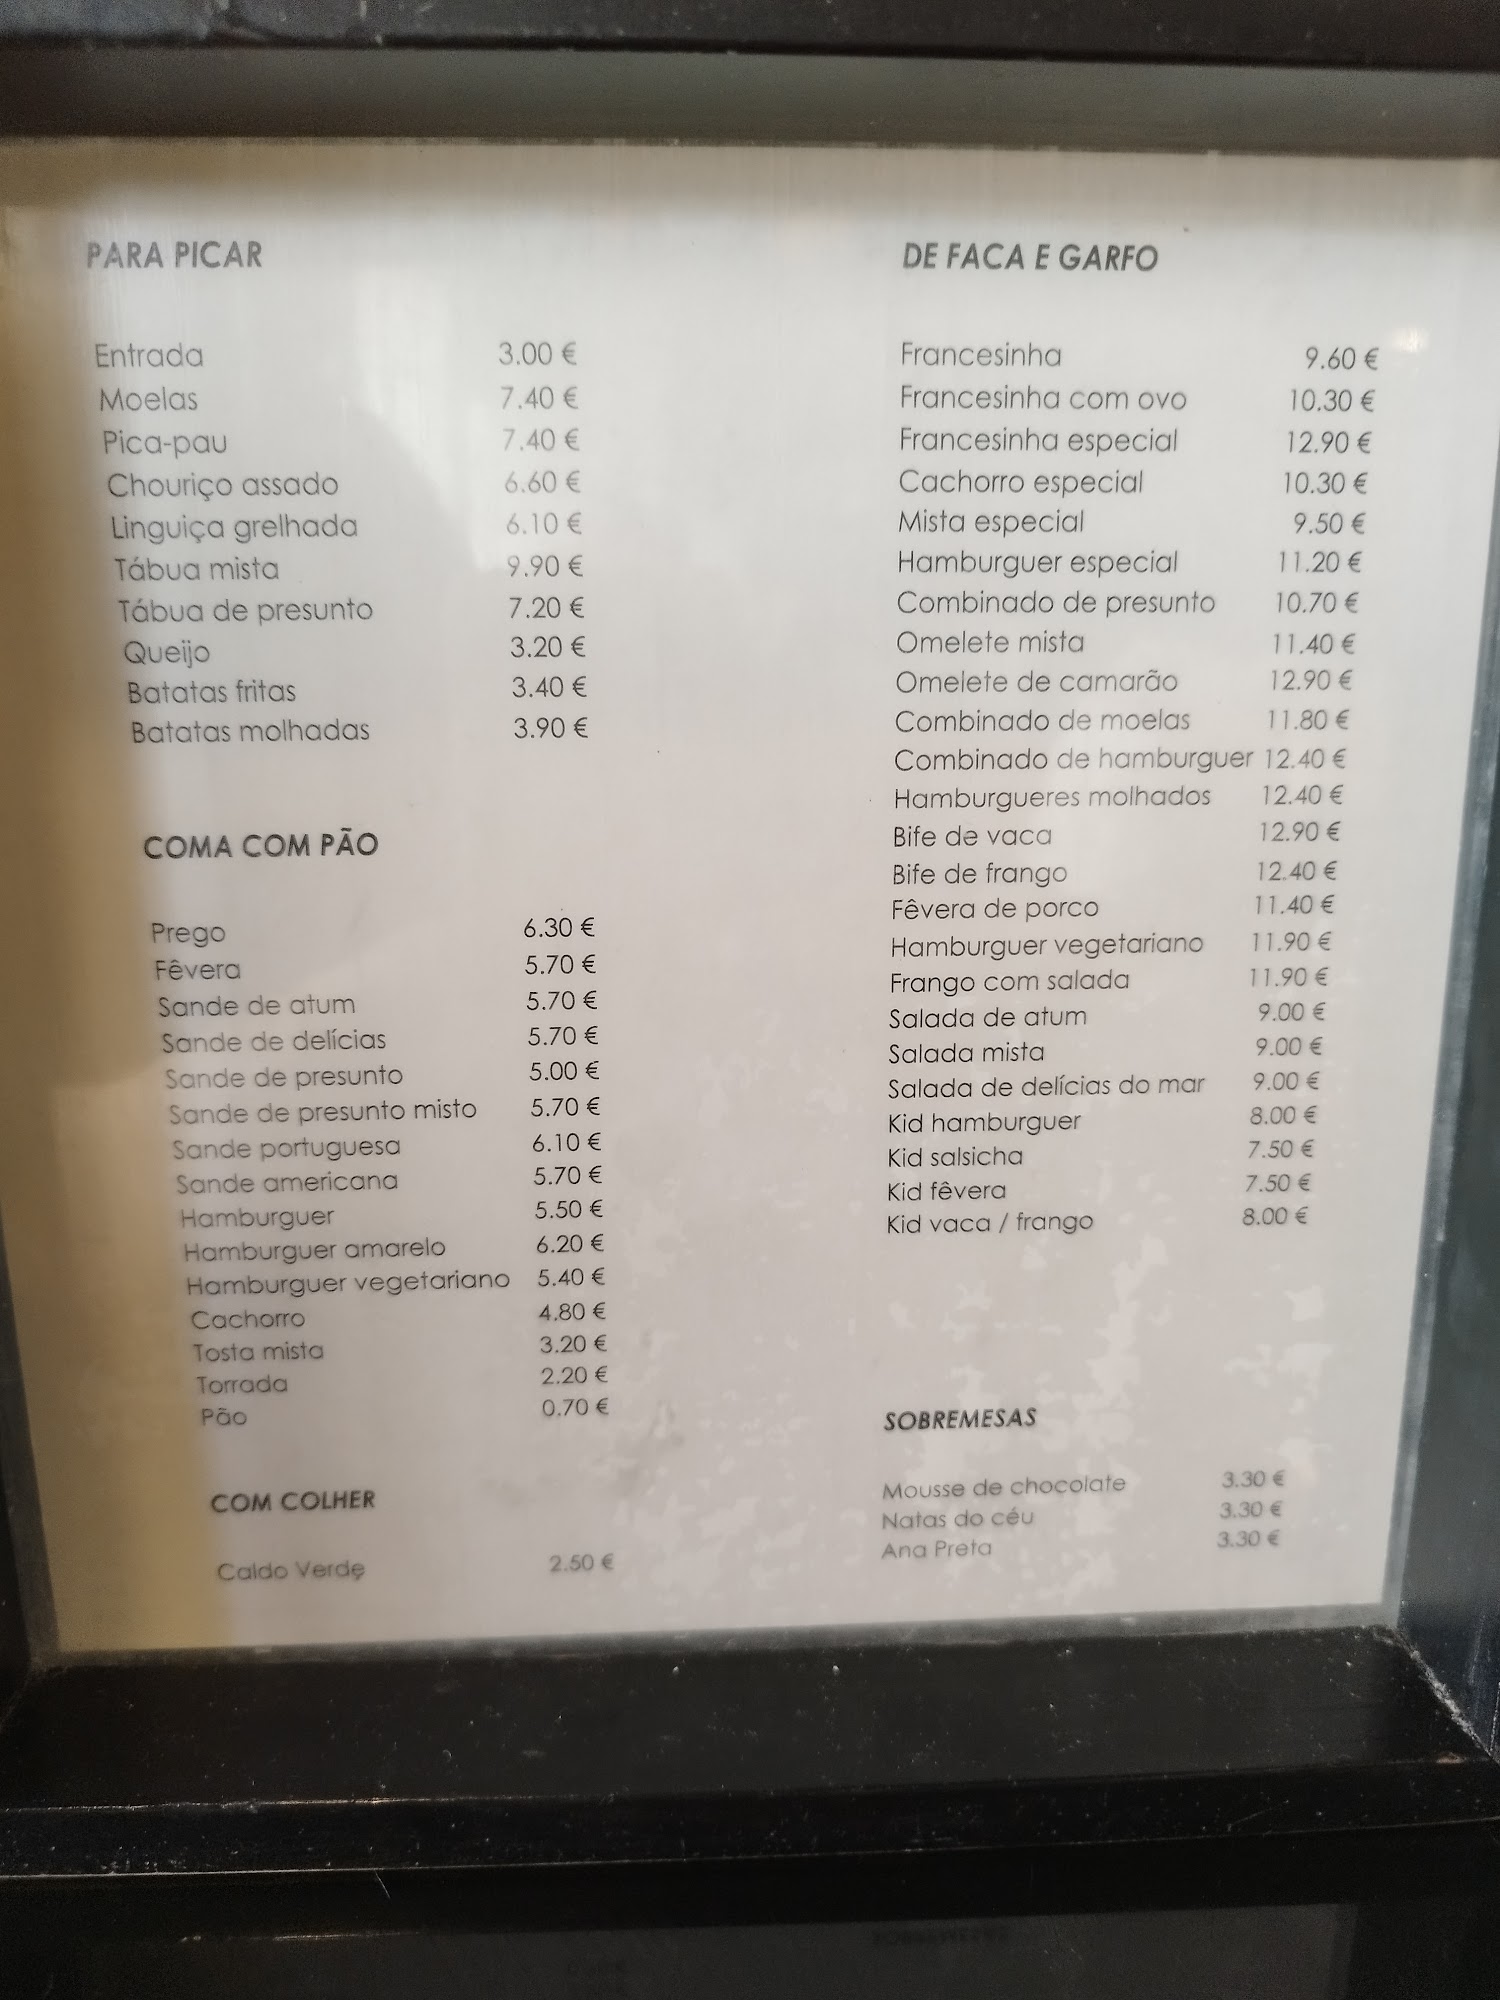 PARA PICAR
Entrada 3.00 €
Moelas 7.40 €
Pica-pau 7.40 €
Chouriço assado 6.60 €
Linguiça grelhada 6.10 €
Tábua mista 9.90 €
Tábua de presunto 7.20 €
Queijo 3.20 €
Batatas fritas 3.40 €
Batatas molhadas 3.90 €
COMA COM PÃO
Prego 6.30 €
Fêvera 5.70 €
Sande de atum 5.70 €
Sande de delícias 5.70 €
Sande de presunto 5.00 €
Sande de presunto misto 5.70 €
Sande portuguesa 6.10 €
Sande americana 5.70 €
Hamburguer 5.50 €
Hamburguer amarelo 6.20 €
Hamburguer vegetariano 5.40 €
Cachorro 4.80 €
Tosta mista 3.20 €
Torrada 2.20 €
Pão 0.70 €
COM COLHER
Caldo Verde 2.50 €
DE FACA E GARFO
Francesinha 9.60 €
Francesinha com ovo 10.30 €
Francesinha especial 12.90 €
Cachorro especial 10.30 €
Mista especial 9.50 €
Hamburguer especial 11.20 €
Combinado de presunto 10.70 €
Omelete mista 11.40 €
Omelete de camarão 12.90 €
Combinado de moelas 11.80 €
Combinado de hamburguer 12.40 €
Hamburgueres molhados 12.40 €
Bife de vaca 12.90 €
Bife de frango 12.40 €
Fêvera de porco 11.40 €
Hamburguer vegetariano 11.90 €
Frango com salada 11.90 €
Salada de atum 9.00 €
Salada mista 9.00 €
Salada de delícias do mar 9.00 €
Kid hamburguer 8.00 €
Kid salsicha 7.50 €
Kid fêvera 7.50 €
Kid vaca / frango 8.00 €
SOBREMESAS
Mousse de chocolate 3.30 €
Natas do céu 3.30 €
Ana Preta 3.30 €